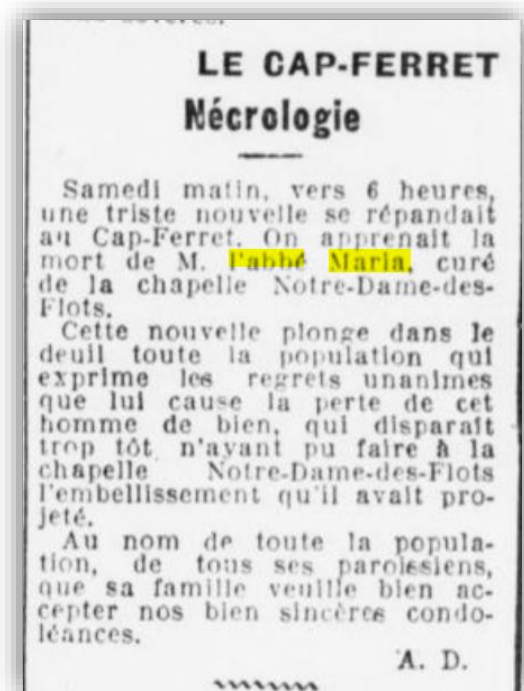 LE CAP-FERRET
Nécrologie
Samedi matin, vers 6 heures,
une triste nouvelle se répandait
au Cap-Ferret. On apprenait la
mort de M. l'abbé Maria, curé
de la chapelle Notre-Dame-des-
Flots.
Cette nouvelle plonge dans le
deuil toute la population qui
exprime les regrets unanimes
que lui cause la perte de cet
homme de bien, qui disparaît
trop tôt n'ayant pu faire à la
chapelle Notre-Dame-des-Flots
l'embellissement qu'il avait pro-
jeté.
Au nom de toute la popula-
tion, de tous ses paroissiens,
que sa famille veuille bien ac-
cepter nos bien sincères condo-
léances.
A. D.